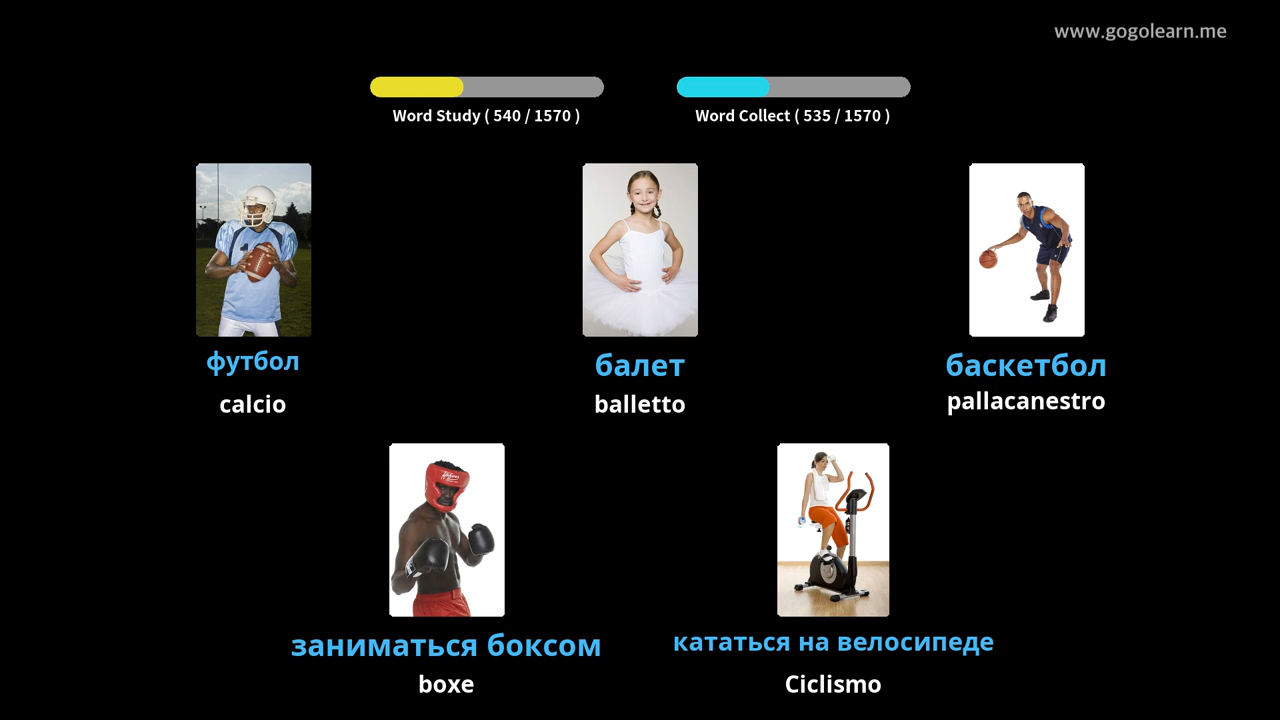 www.gogolearn.me
Word Study ( 540 / 1570 )
Word Collect ( 535 / 1570 )
футбол
балет
баскетбол
calcio
balletto
pallacanestro
заниматься боксом
кататься на велосипеде
boxe
Ciclismo